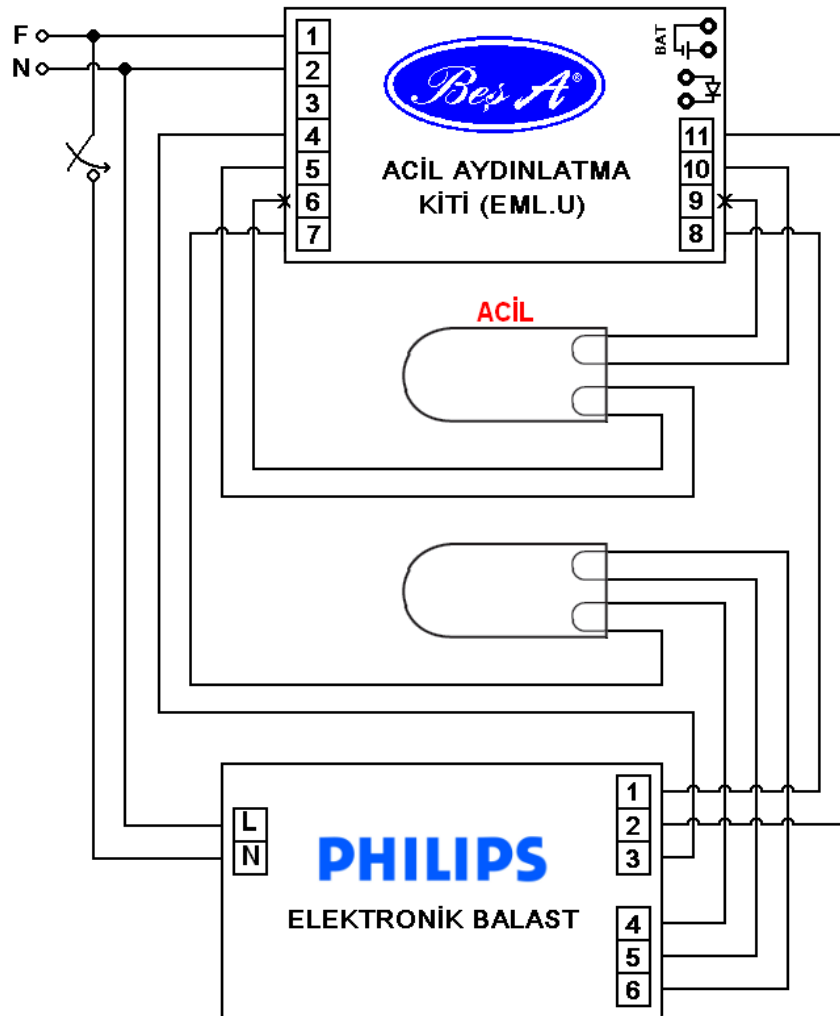 F
N
1
2
3
4
5
6
7
Beş A®
ACİL AYDINLATMA
KİTİ (EML.U)
BAT
11
10
9
8
ACİL
L
N
PHILIPS
ELEKTRONİK BALAST
1
2
3
4
5
6